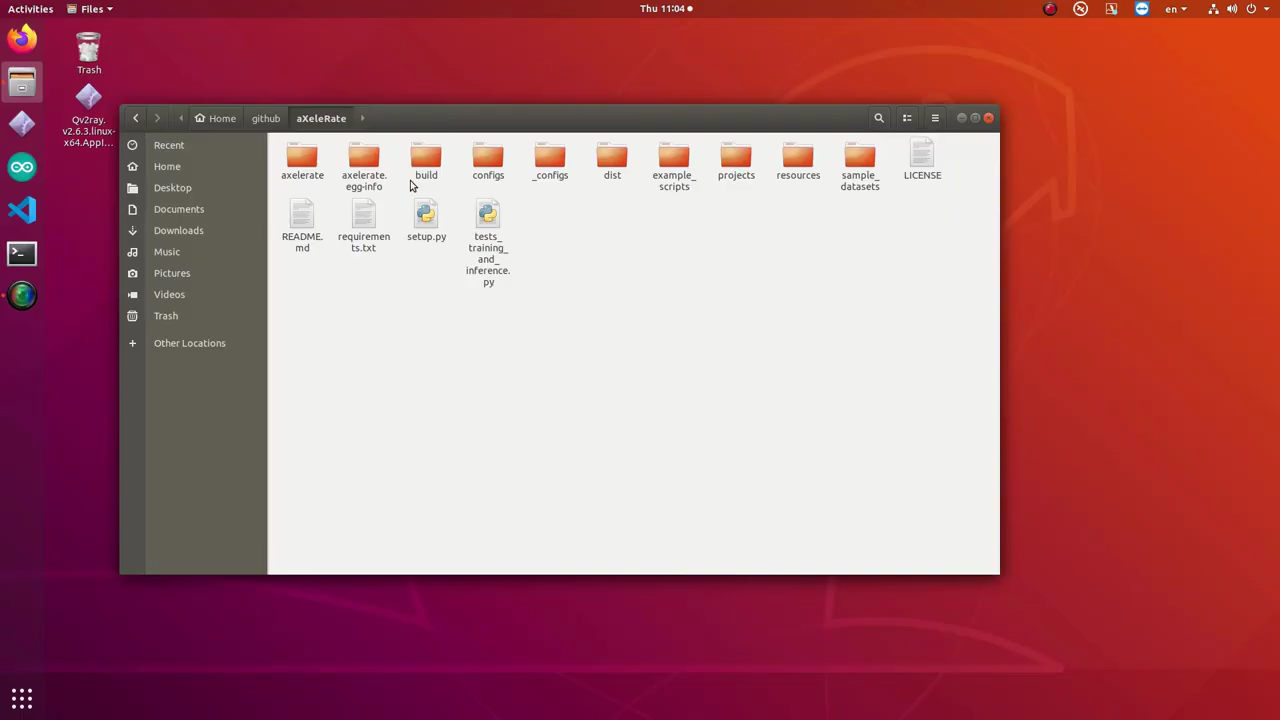 Activities
Files
Thu 11:04
en
Trash
Qv2ray.
v2.6.3.linux-
x64.AppI...
Home
github
aXeleRate
Recent
Home
Desktop
Documents
Downloads
Music
Pictures
Videos
Trash
Other Locations
axelerate
axelerate.
egg-info
build
configs
_configs
dist
example_
scripts
projects
resources
sample_
datasets
LICENSE
README.
md
requiremen
ts.txt
setup.py
tests_
training_
and_
inference.
py